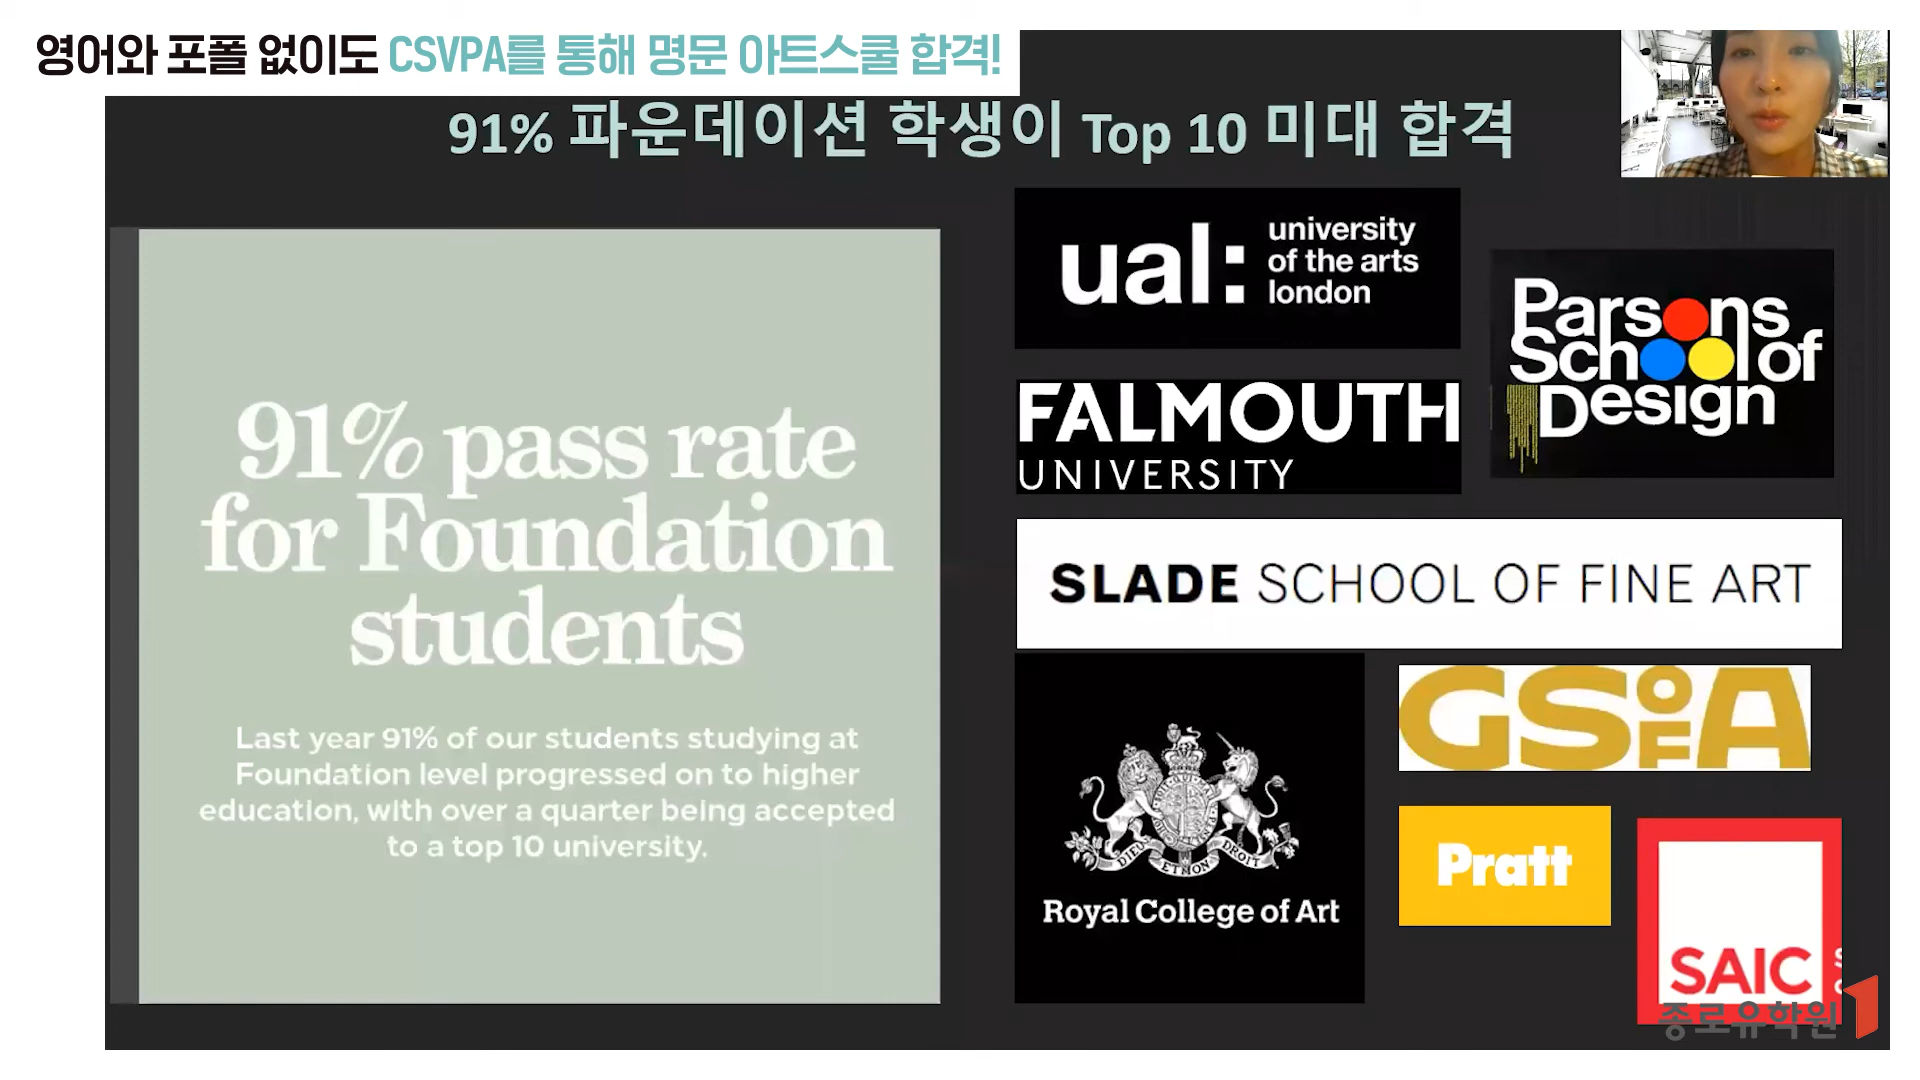 영어와 포폴 없이도 CSVPA를 통해 명문 아트스쿨 합격!
91% 파운데이션 학생이 Top 10 미대 합격
91% pass rate
for Foundation
students
Last year 91% of our students studying at
Foundation level progressed on to higher
education, with over a quarter being accepted
to a top 10 university.
ual:
university
of the arts
london
Parsons
School of
Design
FALMOUTH
UNIVERSITY
SLADE SCHOOL OF FINE ART
DIEU ET MON DROIT
Royal College of Art
GSOFA
Pratt
SAIC
종로유학원